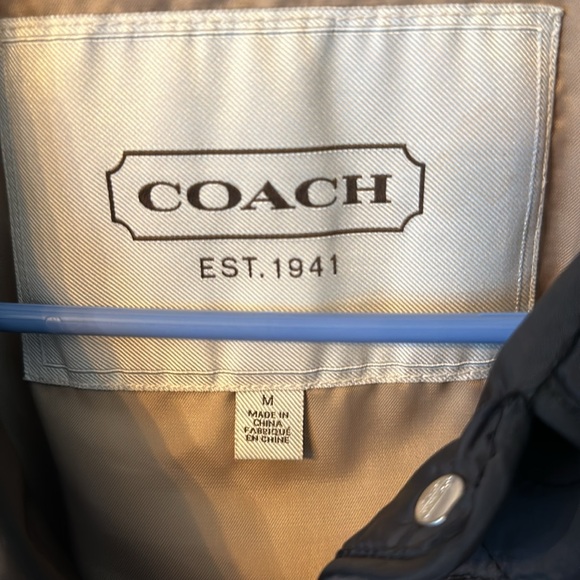 COACH
EST. 1941
M
MADE IN
CHINA
FABRIQUÉ
EN CHINE